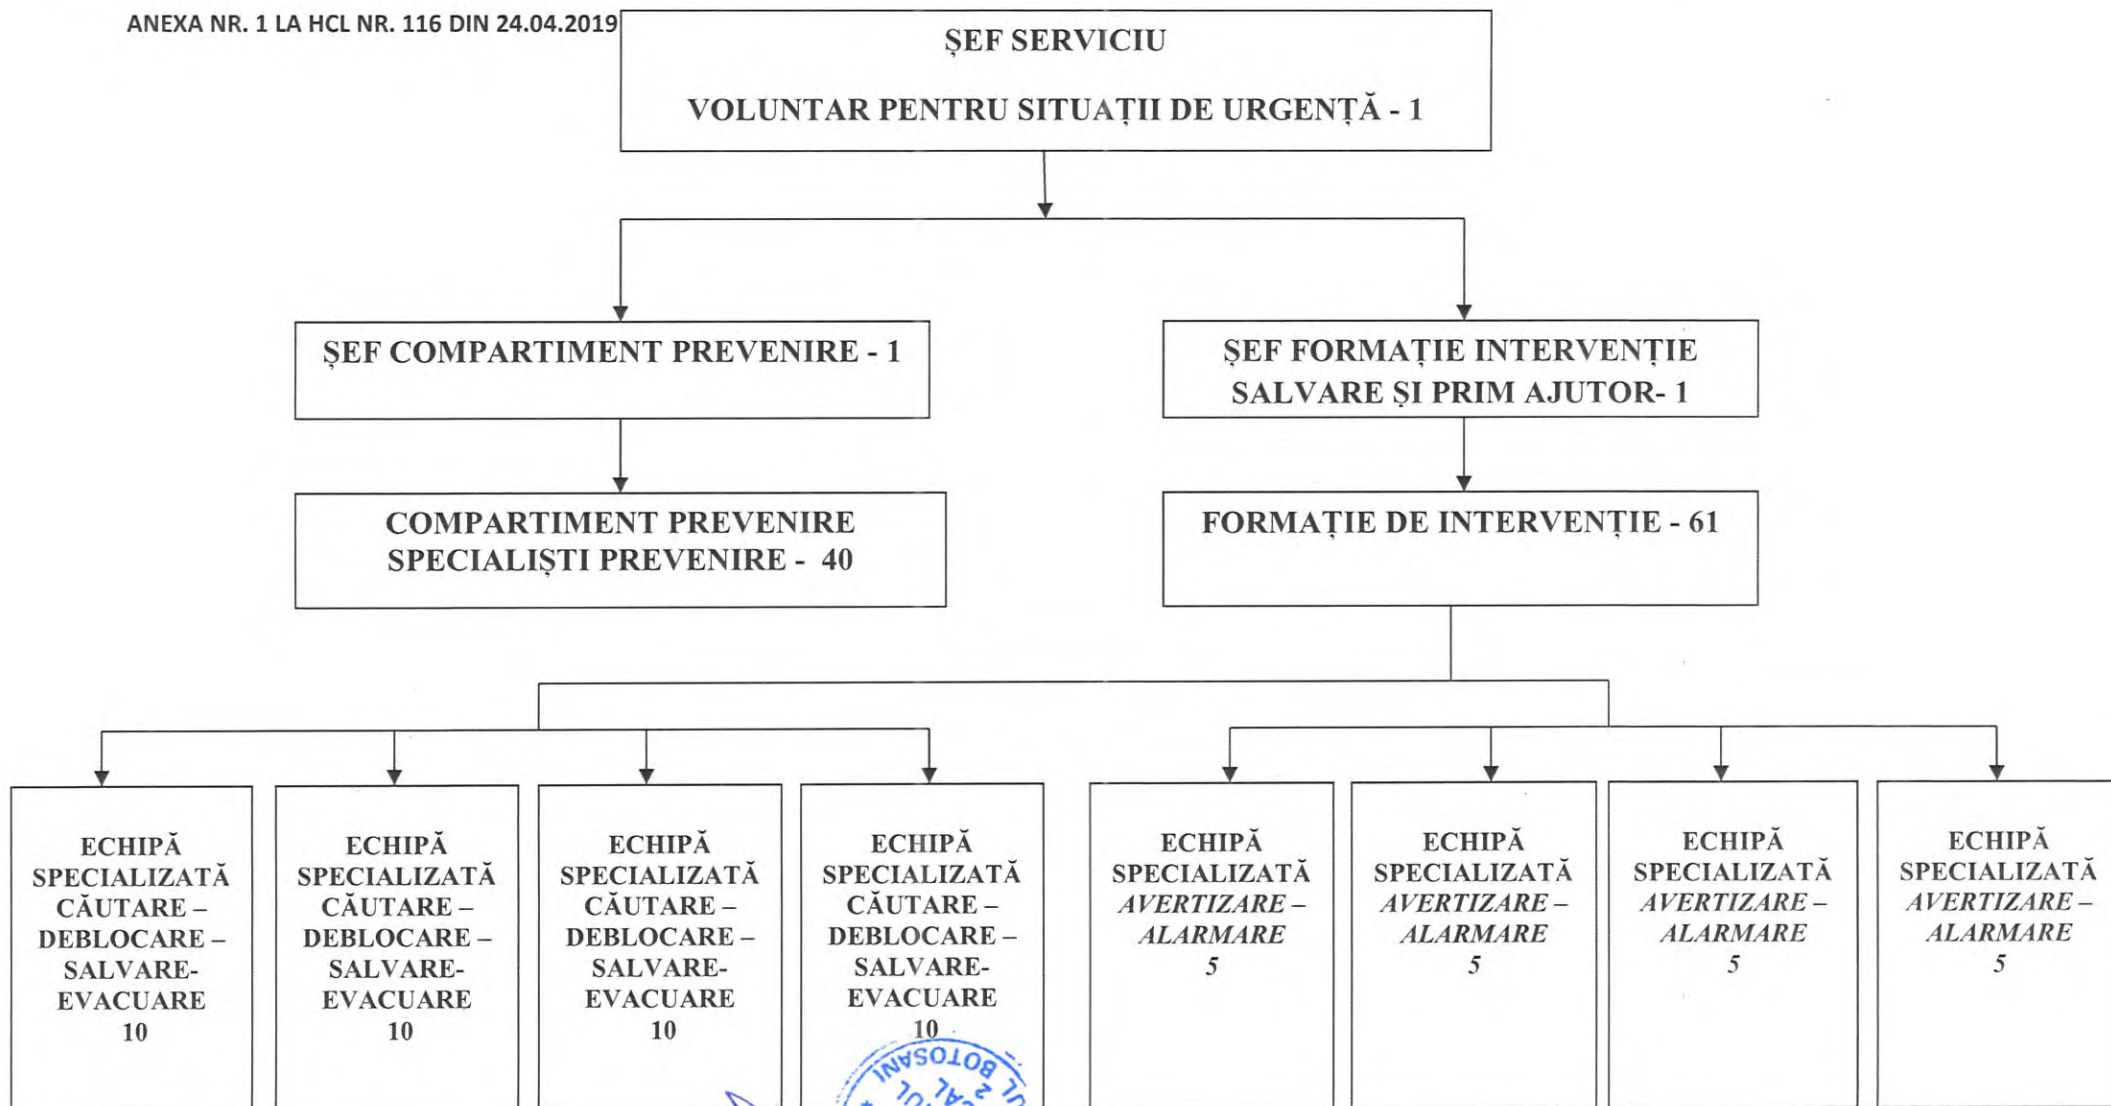 ANEXA NR. 1 LA HCL NR. 116 DIN 24.04.2019
ȘEF SERVICIU
VOLUNTAR PENTRU SITUAȚII DE URGENȚĂ - 1
ȘEF COMPARTIMENT PREVENIRE - 1
ȘEF FORMAȚIE INTERVENȚIE
SALVARE ȘI PRIM AJUTOR- 1
COMPARTIMENT PREVENIRE
SPECIALIȘTI PREVENIRE - 40
FORMAȚIE DE INTERVENȚIE - 61
ECHIPĂ
SPECIALIZATĂ
CĂUTARE –
DEBLOCARE –
SALVARE-
EVACUARE
10
ECHIPĂ
SPECIALIZATĂ
CĂUTARE –
DEBLOCARE –
SALVARE-
EVACUARE
10
ECHIPĂ
SPECIALIZATĂ
CĂUTARE –
DEBLOCARE –
SALVARE-
EVACUARE
10
ECHIPĂ
SPECIALIZATĂ
CĂUTARE –
DEBLOCARE –
SALVARE-
EVACUARE
10
ECHIPĂ
SPECIALIZATĂ
AVERTIZARE –
ALARMARE
5
ECHIPĂ
SPECIALIZATĂ
AVERTIZARE –
ALARMARE
5
ECHIPĂ
SPECIALIZATĂ
AVERTIZARE –
ALARMARE
5
ECHIPĂ
SPECIALIZATĂ
AVERTIZARE –
ALARMARE
5
BOTOSANI
2